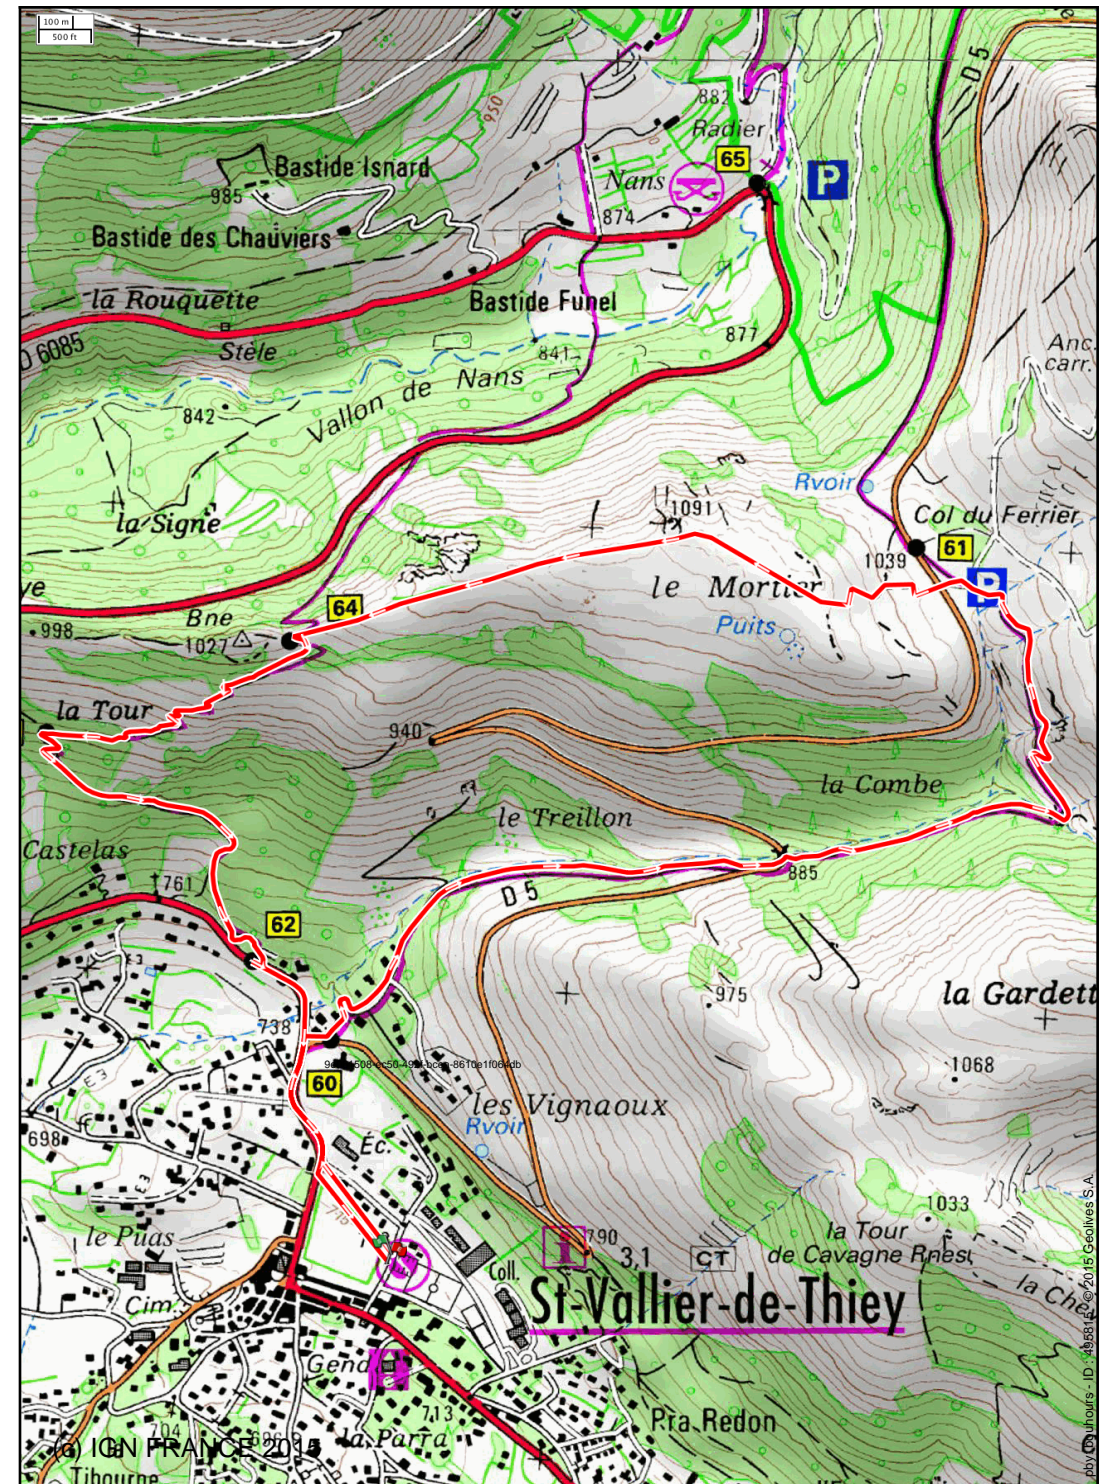 100 m
500 ft
D 5
950
882
Radier
65
P
Bastide Isnard
985
Nans
874
Bastide des Chauviers
la Rouquette
Bastide Funel
D 6085
Stèle
877
841
Anc.
carr.
Vallon de Nans
842
Rvoir
1091
la Signe
Col du Ferrier
61
1039
P
le Mortier
64
Bne
998
1027
Puits
la Tour
940
la Combe
le Treillon
Castelas
885
761
D 5
62
975
la Gardett
738
1068
60
les Vignaoux
Rvoir
698
Éc.
1033
le Puas
790
3,1
CT
la Tour
de Cavagne Rnes
Coll.
St-Vallier-de-Thiey
la Che
Cim.
Gend
713
Pra Redon
704
la Parra
(c) IGN FRANCE 2015
Tibourne
- ID : 495815 - © 2015 Geolives S.A.